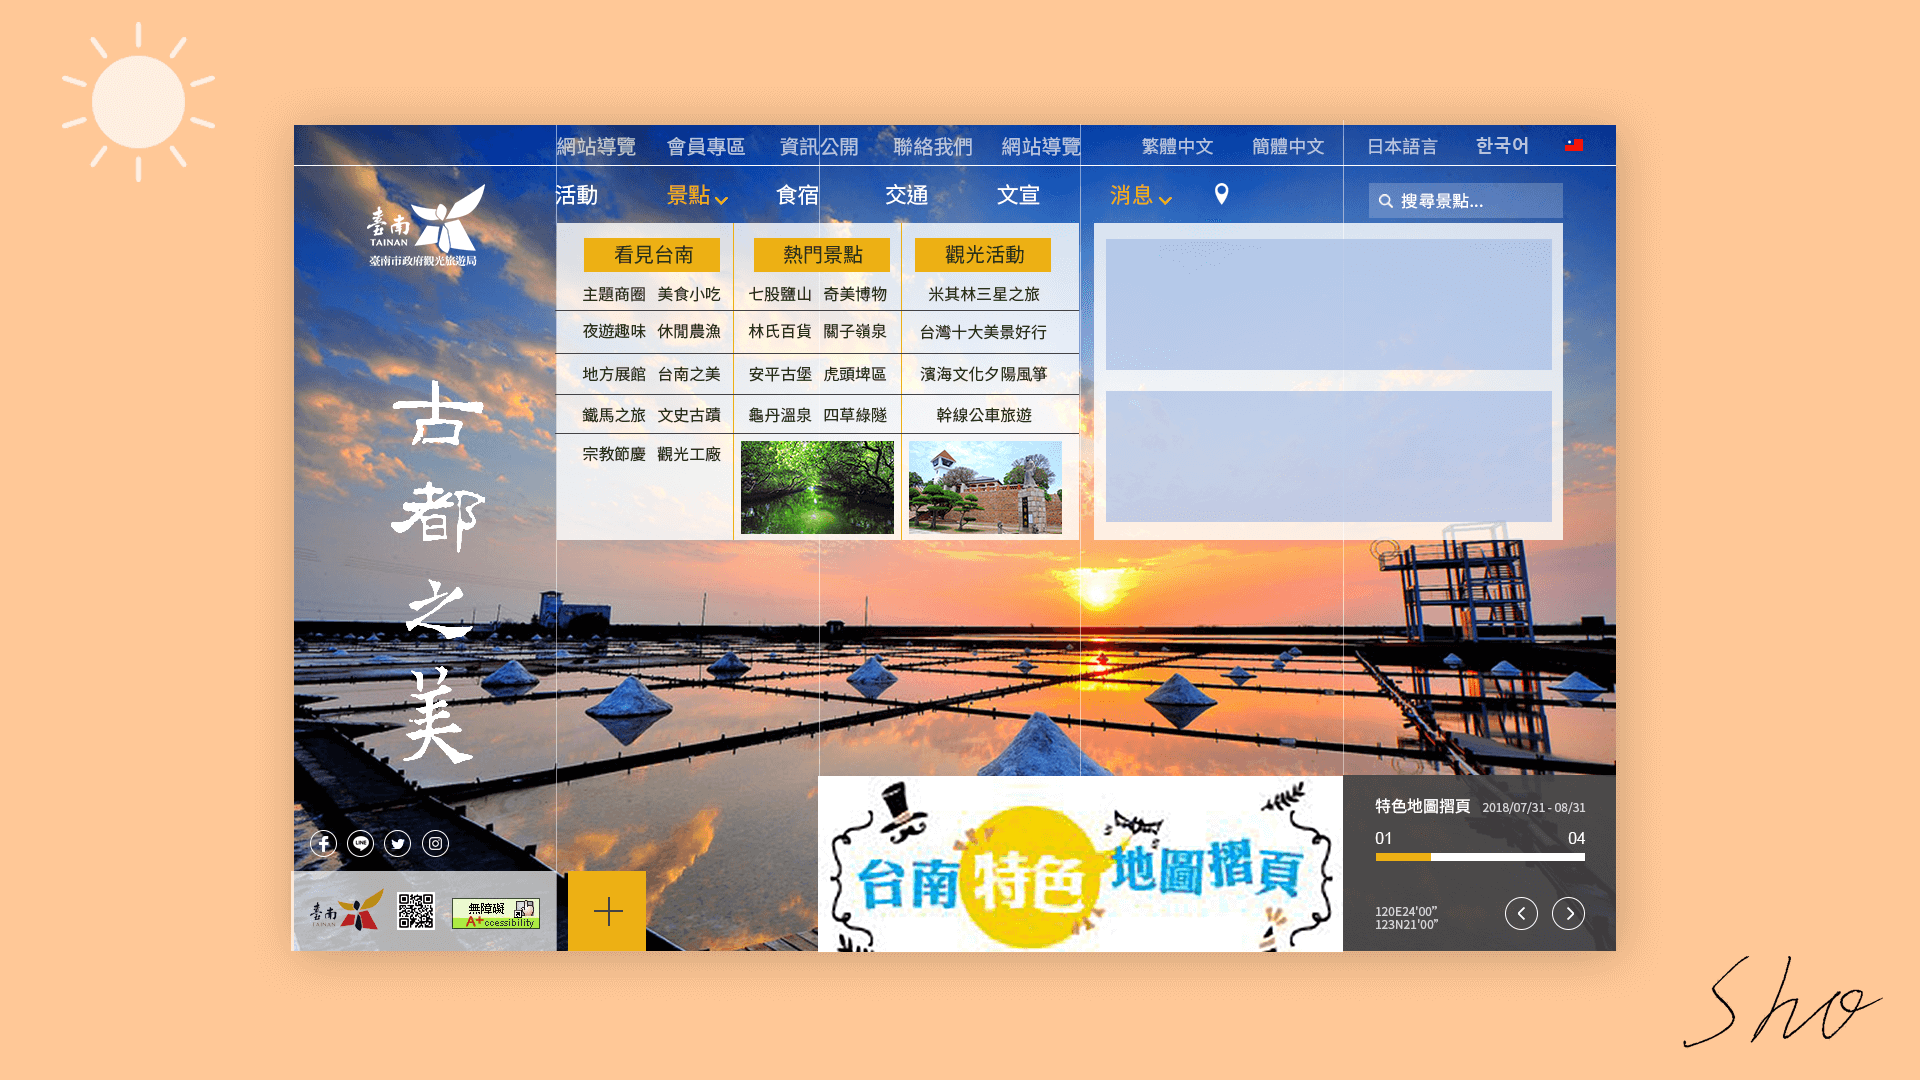 網站導覽 會員專區 資訊公開 聯絡我們 網站導覽 繁體中文 簡體中文 日本語言 한국어
活動 景點 食宿 交通 文宣 消息 搜尋景點...
臺南
TAINAN
臺南市政府觀光旅遊局
看見台南 熱門景點 觀光活動
主題商圈 美食小吃 七股鹽山 奇美博物 米其林三星之旅
夜遊趣味 休閒農漁 林氏百貨 關子嶺泉 台灣十大美景好行
地方展館 台南之美 安平古堡 虎頭埤區 濱海文化夕陽風箏
鐵馬之旅 文史古蹟 龜丹溫泉 四草綠隧 幹線公車旅遊
宗教節慶 觀光工廠
古都之美
LINE
臺南
TAINAN
無障礙
A+ccessibility
台南特色地圖摺頁
特色地圖摺頁 2018/07/31 - 08/31
01 04
120E24'00”
123N21'00”
Sho